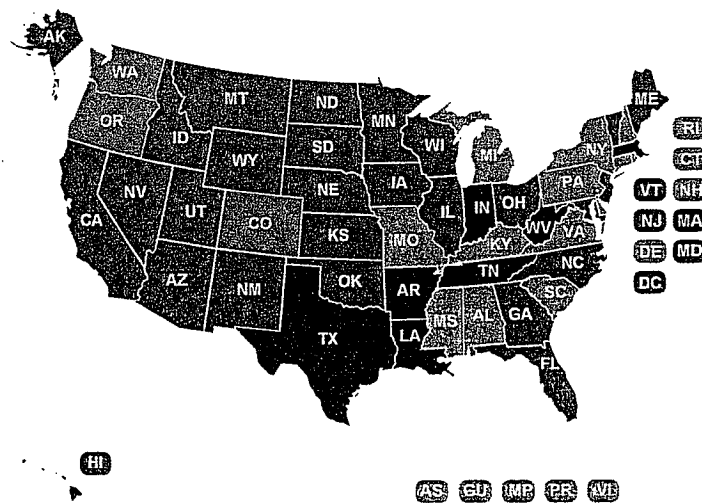 AK
WA
MT
ND
MN
ME
OR
ID
SD
WI
MI
NY
RI
WY
CT
NV
NE
IA
PA
VT
NH
CA
UT
CO
IL
IN
OH
NJ
MA
KS
MO
WV
VA
KY
DE
MD
AZ
NM
OK
AR
TN
NC
DC
SC
TX
LA
MS
AL
GA
FL
HI
AS
GU
MP
PR
VI